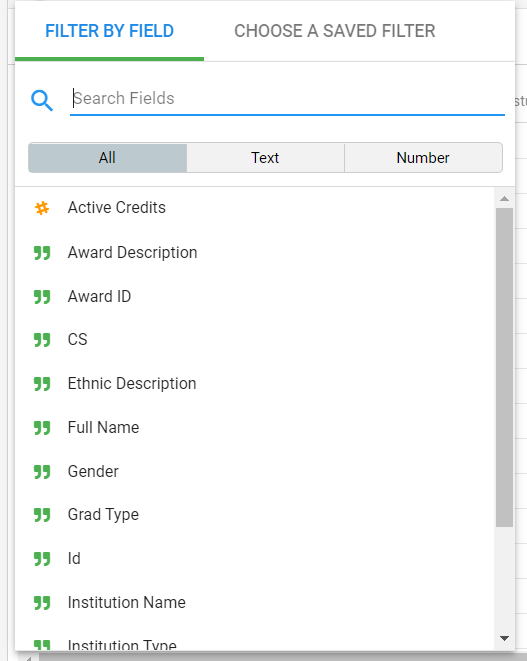 FILTER BY FIELD CHOOSE A SAVED FILTER
Search Fields
All Text Number
Active Credits
Award Description
Award ID
CS
Ethnic Description
Full Name
Gender
Grad Type
Id
Institution Name
Institution Type